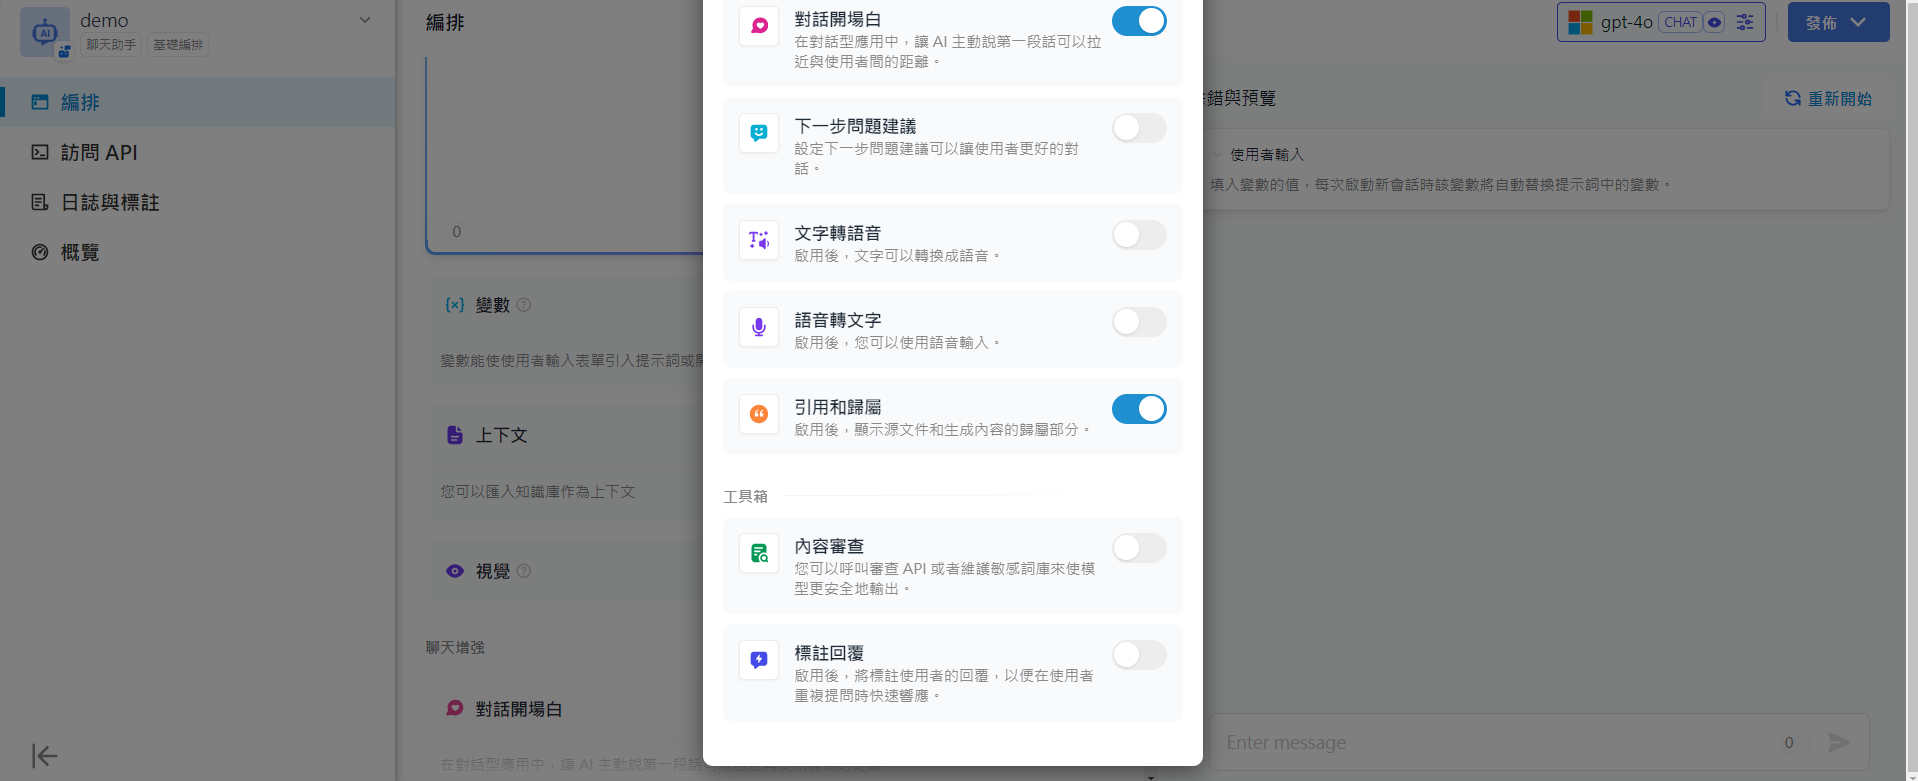 demo
聊天助手 基礎編排
編排
訪問 API
日誌與標註
概覽
編排
0
變數
變數能使使用者輸入表單引入提示詞或
上下文
您可以匯入知識庫作為上下文
視覺
聊天增強
對話開場白
在對話型應用中，讓 AI 主動說第一段話
對話開場白
在對話型應用中，讓 AI 主動說第一段話可以拉
近與使用者間的距離。
下一步問題建議
設定下一步問題建議可以讓使用者更好的對
話。
文字轉語音
啟用後，文字可以轉換成語音。
語音轉文字
啟用後，您可以使用語音輸入。
引用和歸屬
啟用後，顯示源文件和生成內容的歸屬部分。
工具箱
內容審查
您可以呼叫審查 API 或者維護敏感詞庫來使模
型更安全地輸出。
標註回覆
啟用後，將標註使用者的回覆，以便在使用者
重複提問時快速響應。
gpt-4o CHAT
發佈
錯與預覽
重新開始
使用者輸入
填入變數的值，每次啟動新會話時該變數將自動替換提示詞中的變數。
Enter message
0